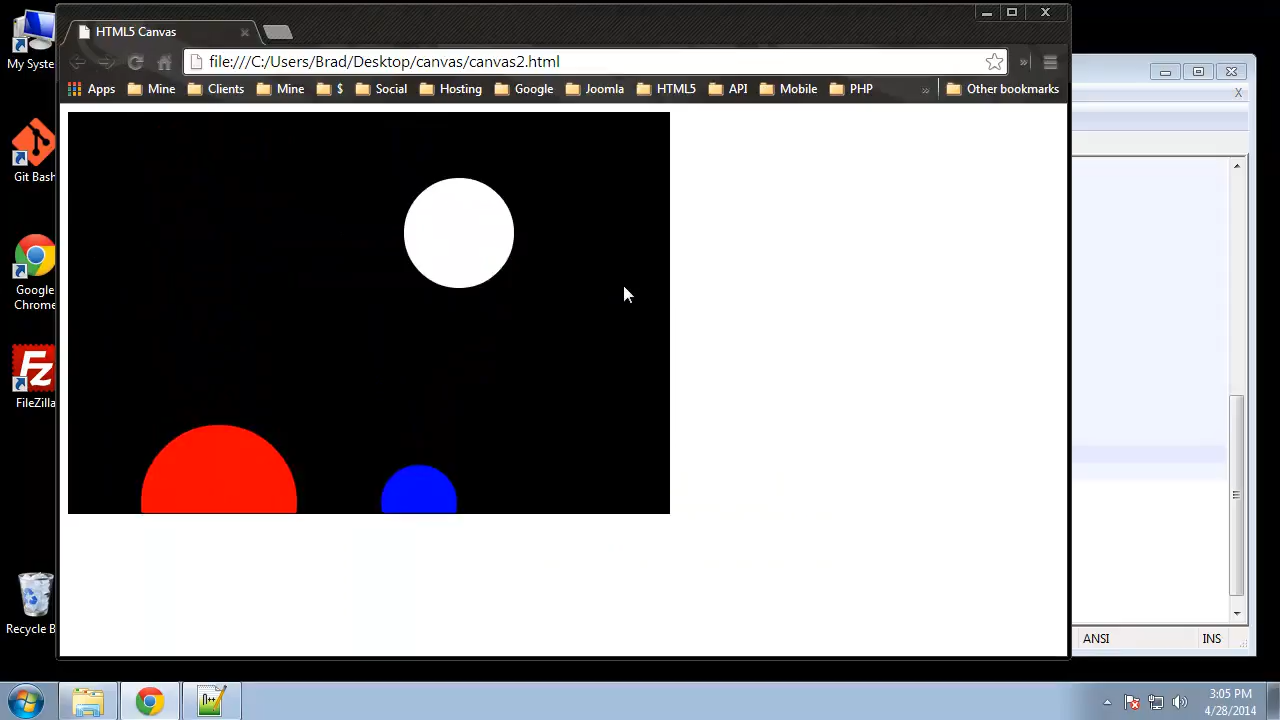 HTML5 Canvas
file:///C:/Users/Brad/Desktop/canvas/canvas2.html
Apps Mine Clients Mine $ Social Hosting Google Joomla HTML5 API Mobile PHP » Other bookmarks
My Syste
Git Bash
Google
Chrome
FileZilla
Recycle B
ANSI INS
n++
3:05 PM
4/28/2014